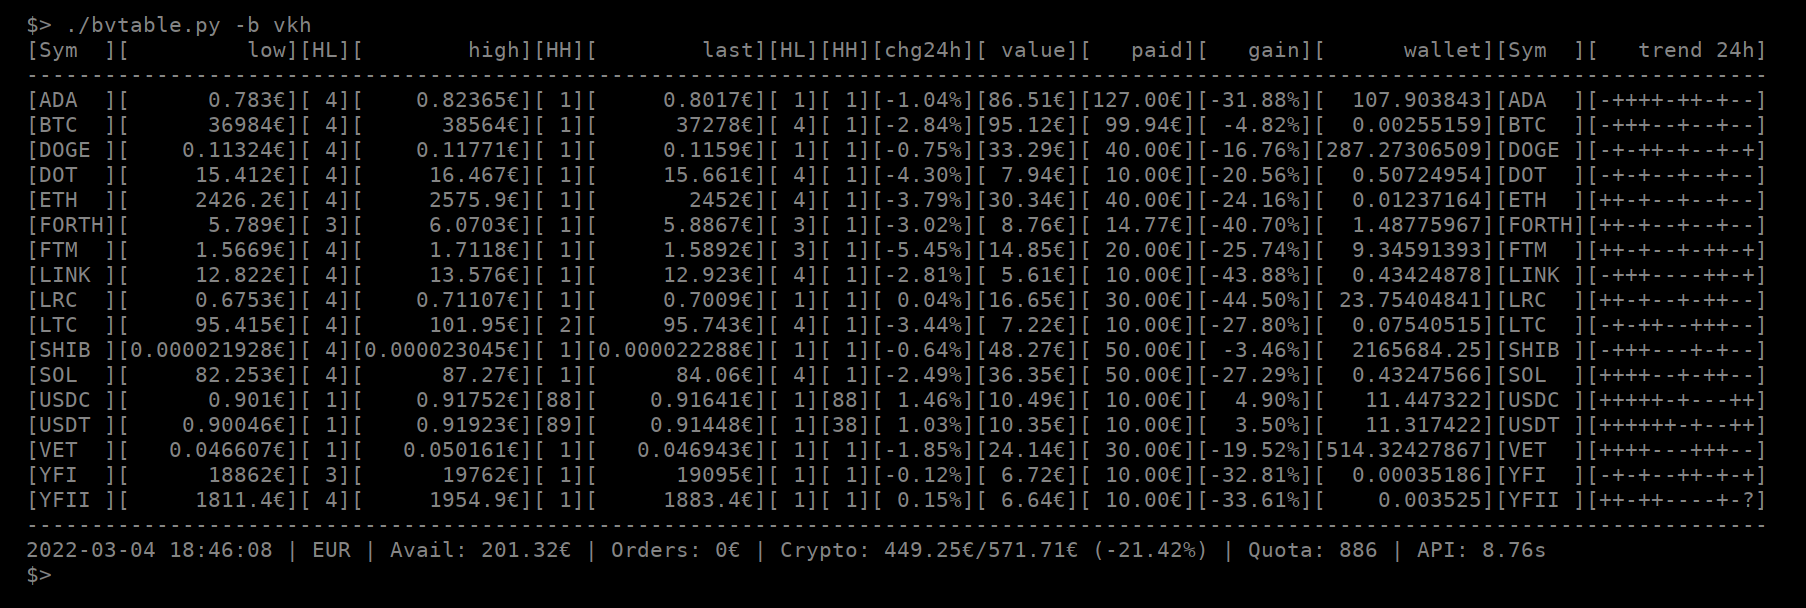 $> ./bvtable.py -b vkh
[Sym  ][         low][HL][        high][HH][        last][HL][HH][chg24h][ value][   paid][   gain][      wallet][Sym  ][   trend 24h]
--------------------------------------------------------------------------------------------------------------------------------------
[ADA  ][      0.783€][ 4][    0.82365€][ 1][     0.8017€][ 1][ 1][-1.04%][86.51€][127.00€][-31.88%][  107.903843][ADA  ][-++++-++-+--]
[BTC  ][      36984€][ 4][      38564€][ 1][      37278€][ 4][ 1][-2.84%][95.12€][ 99.94€][ -4.82%][  0.00255159][BTC  ][-+++--+--+--]
[DOGE ][    0.11324€][ 4][    0.11771€][ 1][     0.1159€][ 1][ 1][-0.75%][33.29€][ 40.00€][-16.76%][287.27306509][DOGE ][-+-++-+--+-+]
[DOT  ][     15.412€][ 4][     16.467€][ 1][     15.661€][ 4][ 1][-4.30%][ 7.94€][ 10.00€][-20.56%][  0.50724954][DOT  ][-+-+--+--+--]
[ETH  ][     2426.2€][ 4][     2575.9€][ 1][       2452€][ 4][ 1][-3.79%][30.34€][ 40.00€][-24.16%][  0.01237164][ETH  ][++-+--+--+--]
[FORTH][      5.789€][ 3][     6.0703€][ 1][     5.8867€][ 3][ 1][-3.02%][ 8.76€][ 14.77€][-40.70%][  1.48775967][FORTH][++-+--+--+--]
[FTM  ][     1.5669€][ 4][     1.7118€][ 1][     1.5892€][ 3][ 1][-5.45%][14.85€][ 20.00€][-25.74%][  9.34591393][FTM  ][++-+--+-++-+]
[LINK ][     12.822€][ 4][     13.576€][ 1][     12.923€][ 4][ 1][-2.81%][ 5.61€][ 10.00€][-43.88%][  0.43424878][LINK ][-+++----++-+]
[LRC  ][     0.6753€][ 4][    0.71107€][ 1][     0.7009€][ 1][ 1][ 0.04%][16.65€][ 30.00€][-44.50%][ 23.75404841][LRC  ][++-+--+-++--]
[LTC  ][     95.415€][ 4][     101.95€][ 2][     95.743€][ 4][ 1][-3.44%][ 7.22€][ 10.00€][-27.80%][  0.07540515][LTC  ][-+-++--+++--]
[SHIB ][0.000021928€][ 4][0.000023045€][ 1][0.000022288€][ 1][ 1][-0.64%][48.27€][ 50.00€][ -3.46%][  2165684.25][SHIB ][-+++---+-+--]
[SOL  ][     82.253€][ 4][      87.27€][ 1][      84.06€][ 4][ 1][-2.49%][36.35€][ 50.00€][-27.29%][  0.43247566][SOL  ][++++--+-++--]
[USDC ][      0.901€][ 1][    0.91752€][88][    0.91641€][ 1][88][ 1.46%][10.49€][ 10.00€][  4.90%][   11.447322][USDC ][+++++-+---++]
[USDT ][    0.90046€][ 1][    0.91923€][89][    0.91448€][ 1][38][ 1.03%][10.35€][ 10.00€][  3.50%][   11.317422][USDT ][++++++-+--++]
[VET  ][   0.046607€][ 1][   0.050161€][ 1][   0.046943€][ 1][ 1][-1.85%][24.14€][ 30.00€][-19.52%][514.32427867][VET  ][++++---+++--]
[YFI  ][      18862€][ 3][      19762€][ 1][      19095€][ 1][ 1][-0.12%][ 6.72€][ 10.00€][-32.81%][  0.00035186][YFI  ][-+-+--++-+-+]
[YFII ][     1811.4€][ 4][     1954.9€][ 1][     1883.4€][ 1][ 1][ 0.15%][ 6.64€][ 10.00€][-33.61%][    0.003525][YFII ][++-++----+-?]
--------------------------------------------------------------------------------------------------------------------------------------
2022-03-04 18:46:08 | EUR | Avail: 201.32€ | Orders: 0€ | Crypto: 449.25€/571.71€ (-21.42%) | Quota: 886 | API: 8.76s
$>